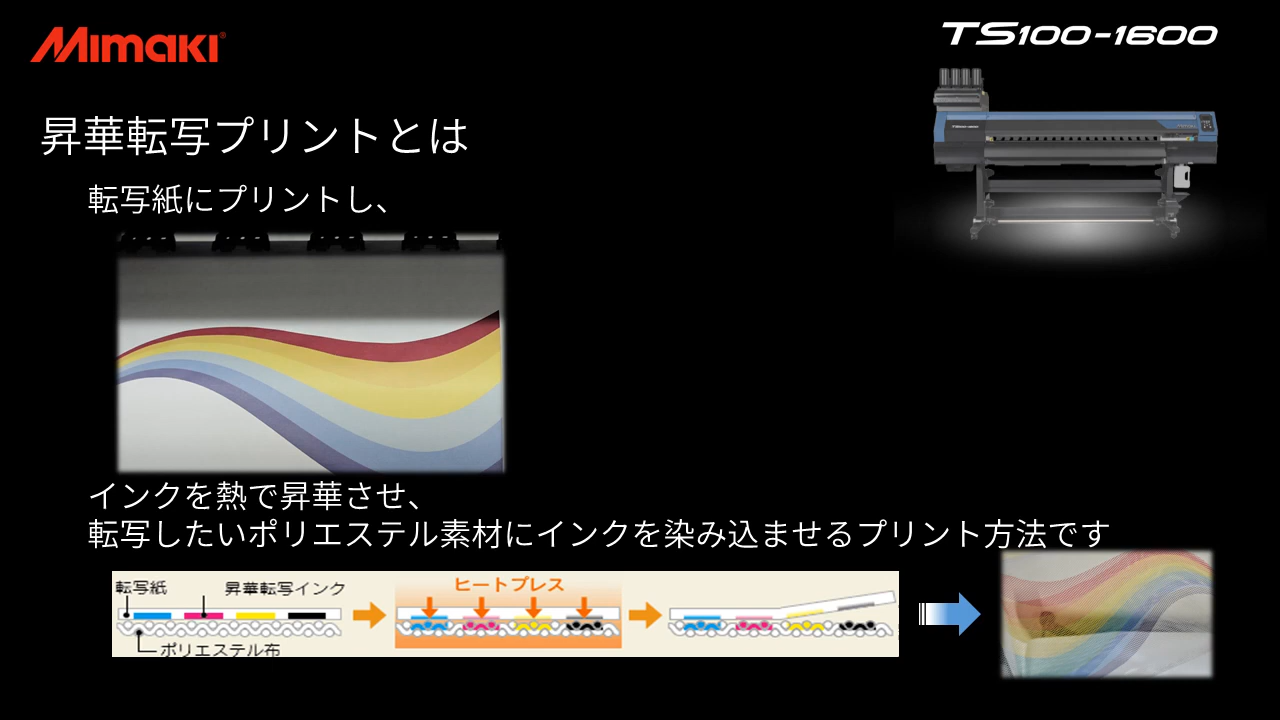 Mimaki®
TS100-1600
昇華転写プリントとは
転写紙にプリントし、
インクを熱で昇華させ、
転写したいポリエステル素材にインクを染み込ませるプリント方法です
転写紙
昇華転写インク
ヒートプレス
ポリエステル布